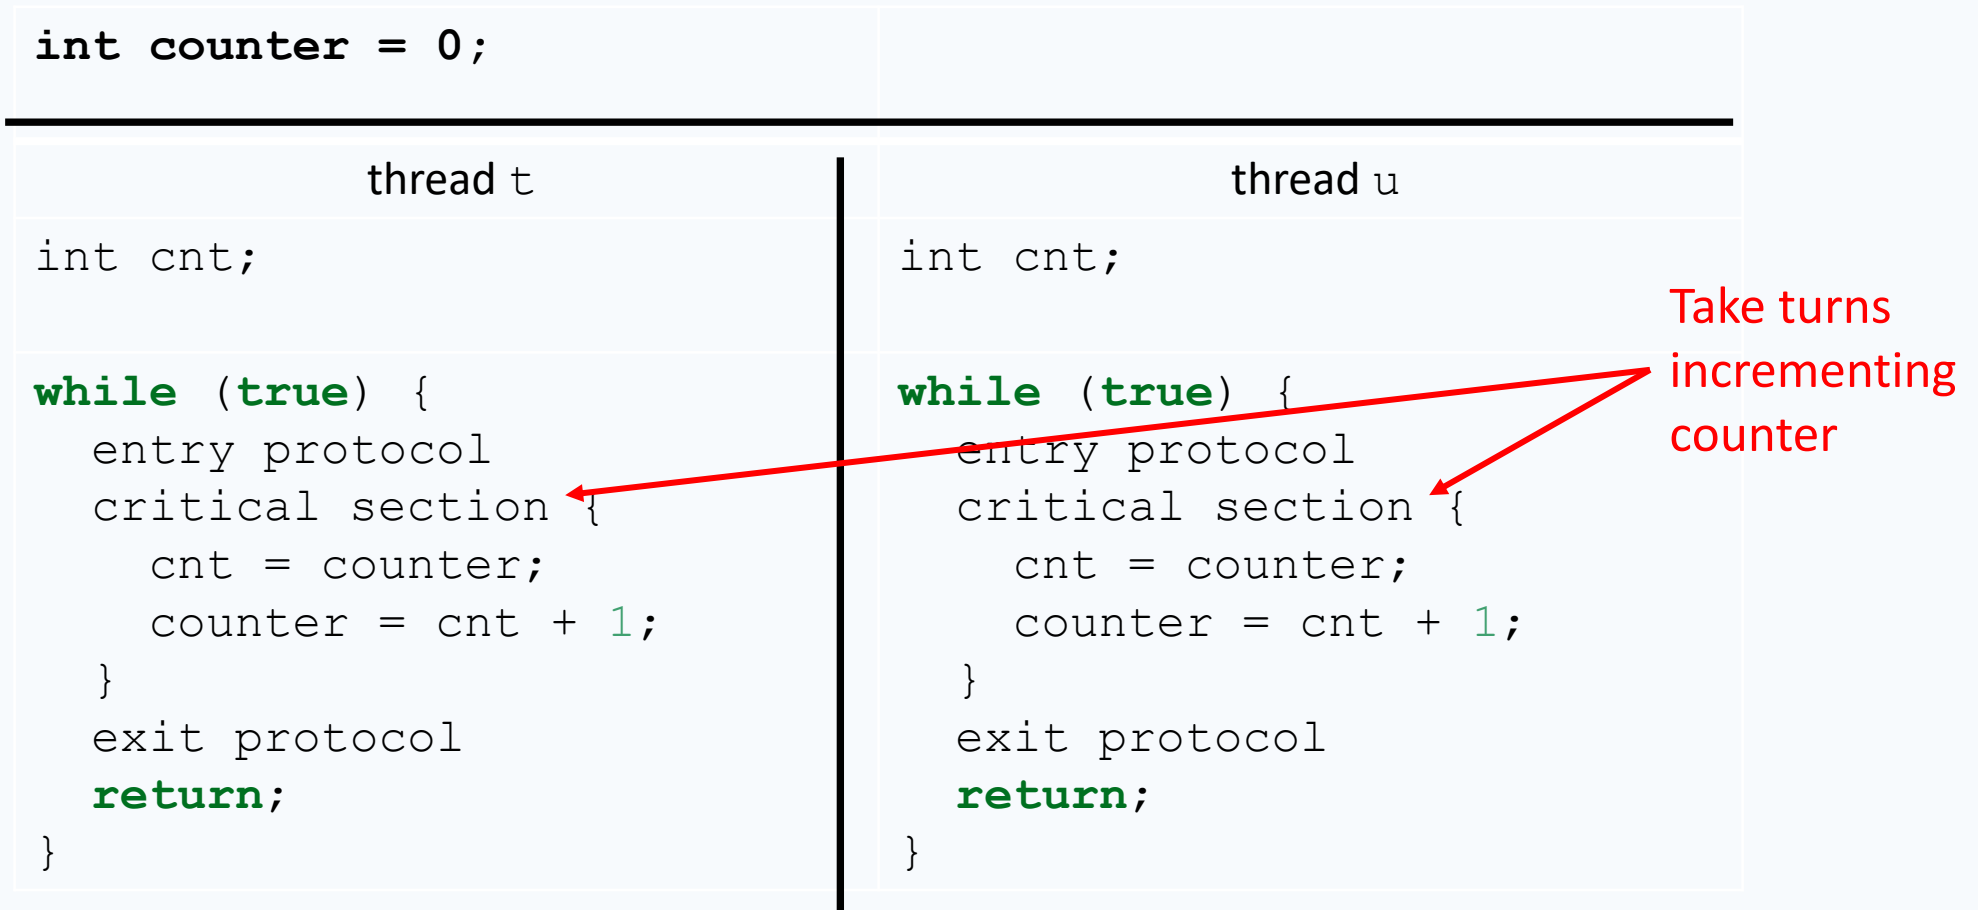 int counter = 0;
thread t
int cnt;
while (true) {
  entry protocol
  critical section {
    cnt = counter;
    counter = cnt + 1;
  }
  exit protocol
  return;
}
thread u
int cnt;
while (true) {
  entry protocol
  critical section {
    cnt = counter;
    counter = cnt + 1;
  }
  exit protocol
  return;
}
Take turns
incrementing
counter